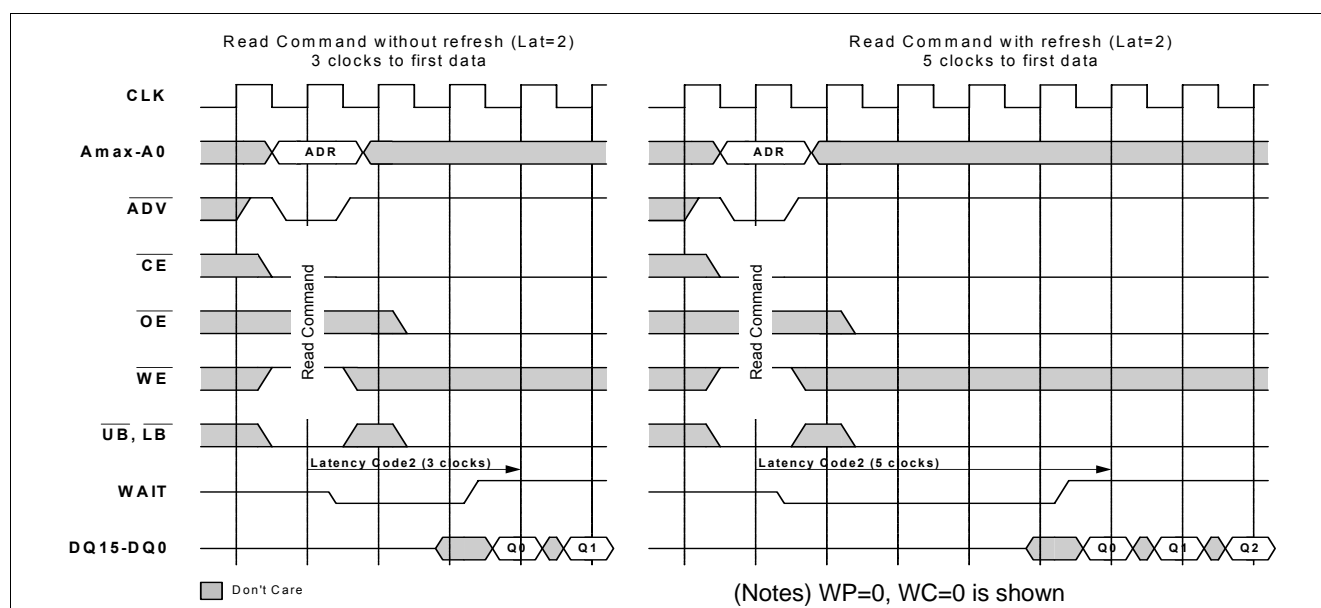 Read Command without refresh (Lat=2)
3 clocks to first data
Read Command with refresh (Lat=2)
5 clocks to first data
CLK
Amax-A0
ADR
ADR
ADV
CE
OE
WE
UB, LB
Read Command
Read Command
Latency Code2 (3 clocks)
Latency Code2 (5 clocks)
WAIT
DQ15-DQ0
Q0
Q1
Q0
Q1
Q2
Don't Care
(Notes) WP=0, WC=0 is shown